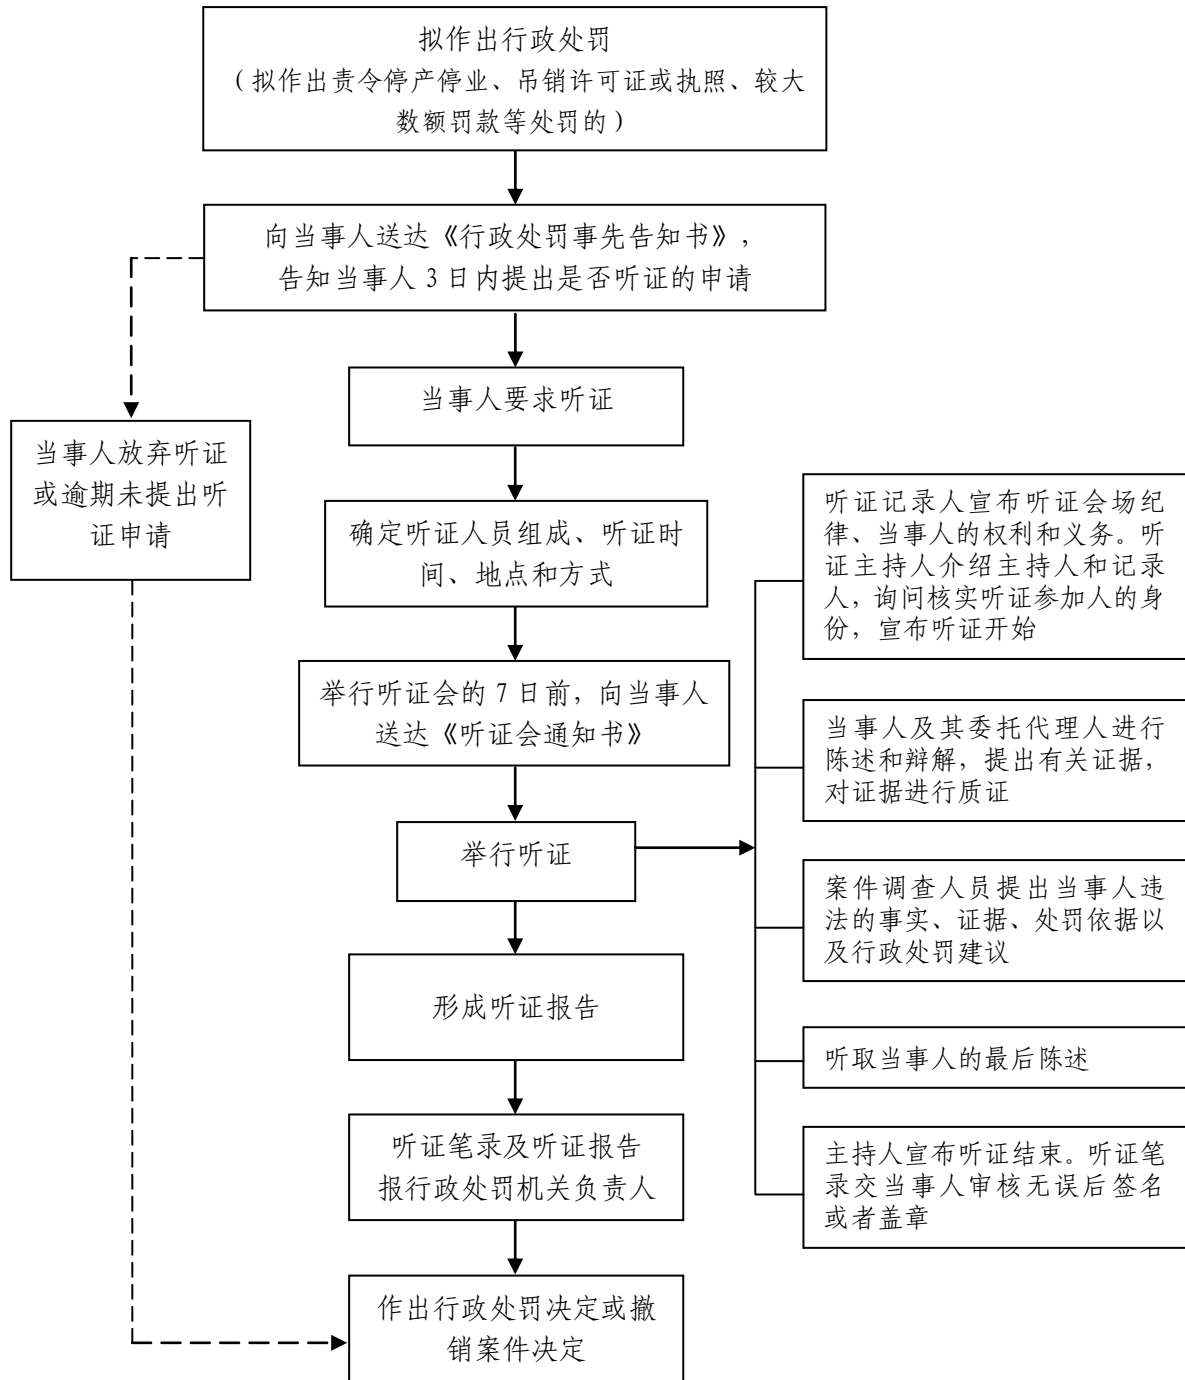 拟作出行政处罚
（拟作出责令停产停业、吊销许可证或执照、较大
数额罚款等处罚的）
向当事人送达《行政处罚事先告知书》，
告知当事人 3 日内提出是否听证的申请
当事人要求听证
当事人放弃听证
或逾期未提出听
证申请
确定听证人员组成、听证时
间、地点和方式
举行听证会的 7 日前，向当事人
送达《听证会通知书》
举行听证
形成听证报告
听证笔录及听证报告
报行政处罚机关负责人
作出行政处罚决定或撤
销案件决定
听证记录人宣布听证会场纪
律、当事人的权利和义务。听
证主持人介绍主持人和记录
人，询问核实听证参加人的身
份，宣布听证开始
当事人及其委托代理人进行
陈述和辩解，提出有关证据，
对证据进行质证
案件调查人员提出当事人违
法的事实、证据、处罚依据以
及行政处罚建议
听取当事人的最后陈述
主持人宣布听证结束。听证笔
录交当事人审核无误后签名
或者盖章